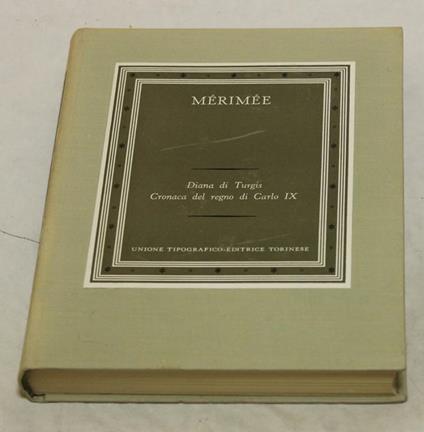 MÉRIMÉE
Diana di Turgis
Cronaca del regno di Carlo IX
UNIONE TIPOGRAFICO-EDITRICE TORINESE